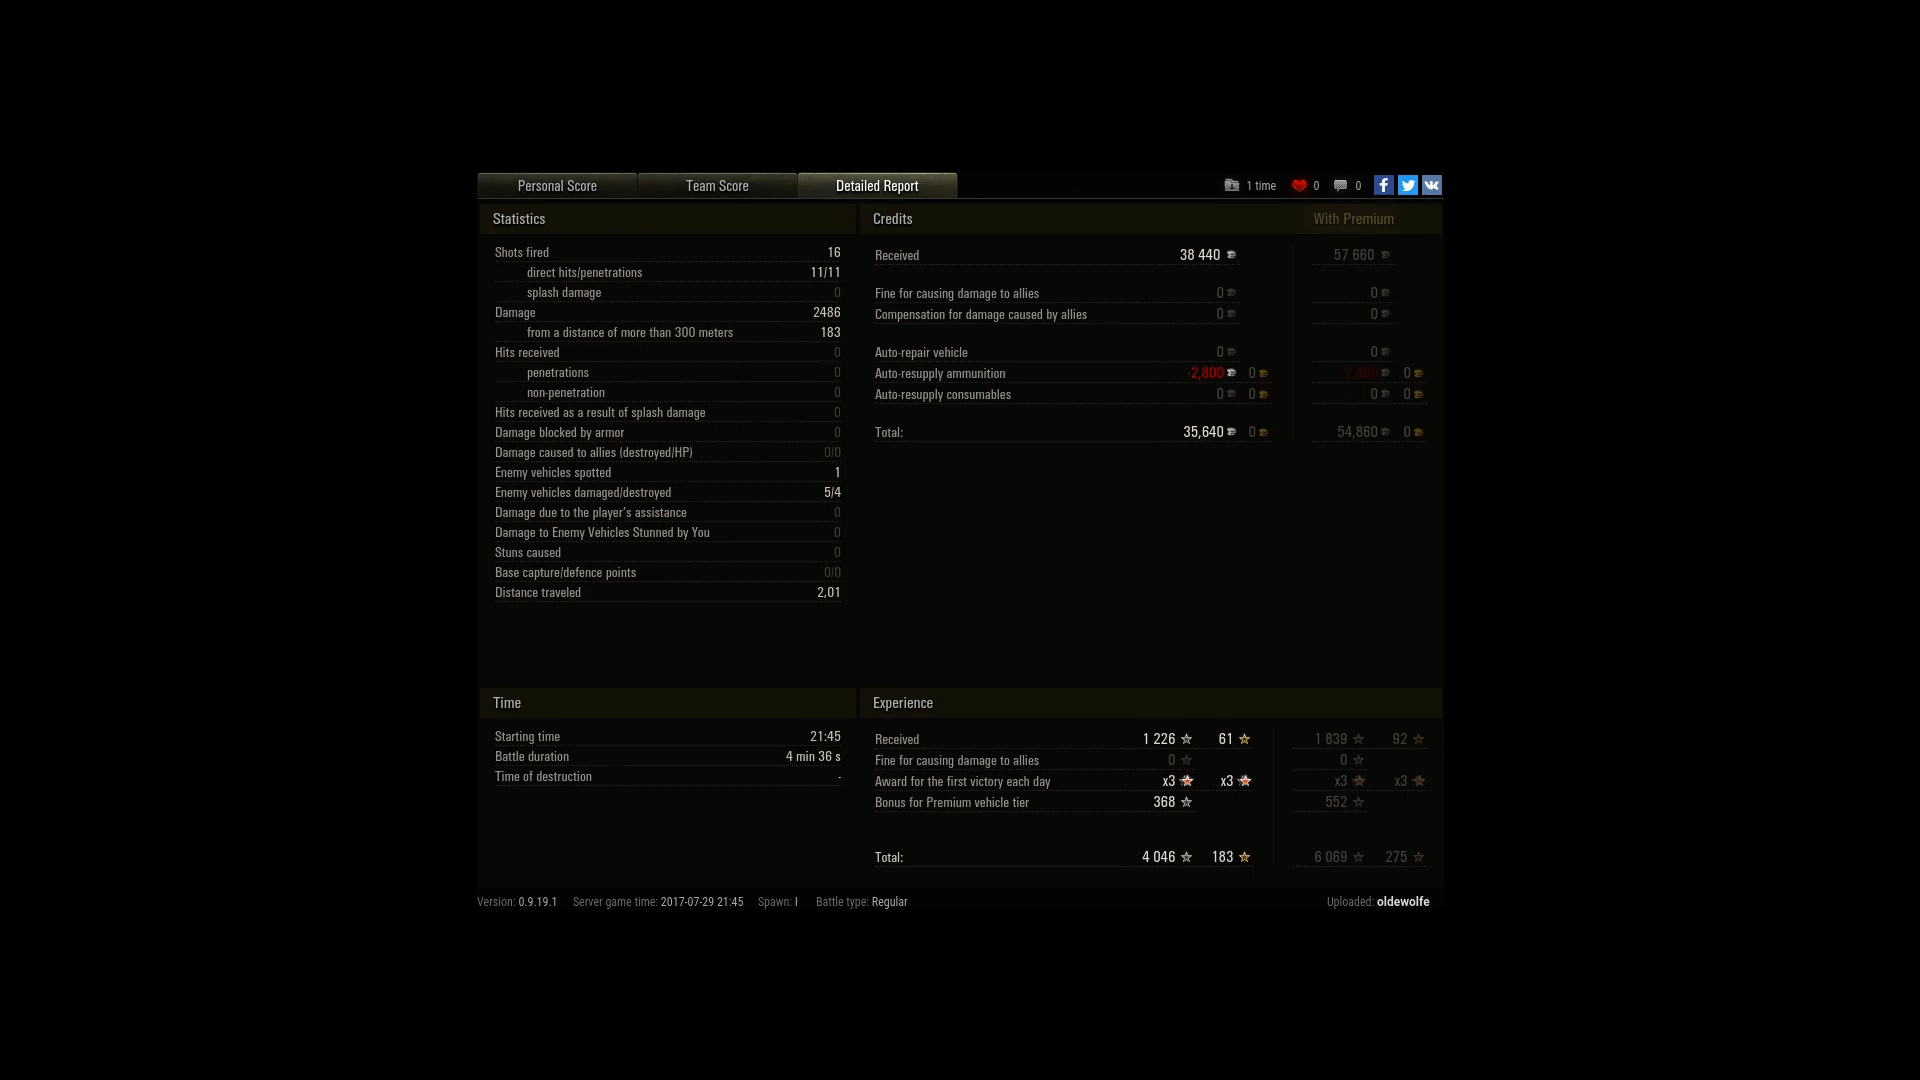 Personal Score Team Score Detailed Report 1 time 0 0
Statistics
Shots fired 16
direct hits/penetrations 11/11
splash damage 0
Damage 2486
from a distance of more than 300 meters 183
Hits received 0
penetrations 0
non-penetration 0
Hits received as a result of splash damage 0
Damage blocked by armor 0
Damage caused to allies (destroyed/HP) 0/0
Enemy vehicles spotted 1
Enemy vehicles damaged/destroyed 5/4
Damage due to the player's assistance 0
Damage to Enemy Vehicles Stunned by You 0
Stuns caused 0
Base capture/defence points 0/0
Distance traveled 2,01
Credits With Premium
Received 38 440 57 660
Fine for causing damage to allies 0 0
Compensation for damage caused by allies 0 0
Auto-repair vehicle 0 0
Auto-resupply ammunition -2,800 0 -2,800 0
Auto-resupply consumables 0 0 0 0
Total: 35,640 0 54,860 0
Time
Starting time 21:45
Battle duration 4 min 36 s
Time of destruction -
Experience
Received 1 226 61 1 839 92
Fine for causing damage to allies 0 0
Award for the first victory each day x3 x3 x3 x3
Bonus for Premium vehicle tier 368 552
Total: 4 046 183 6 069 275
Version: 0.9.19.1 Server game time: 2017-07-29 21:45 Spawn: I Battle type: Regular Uploaded: oldewolfe